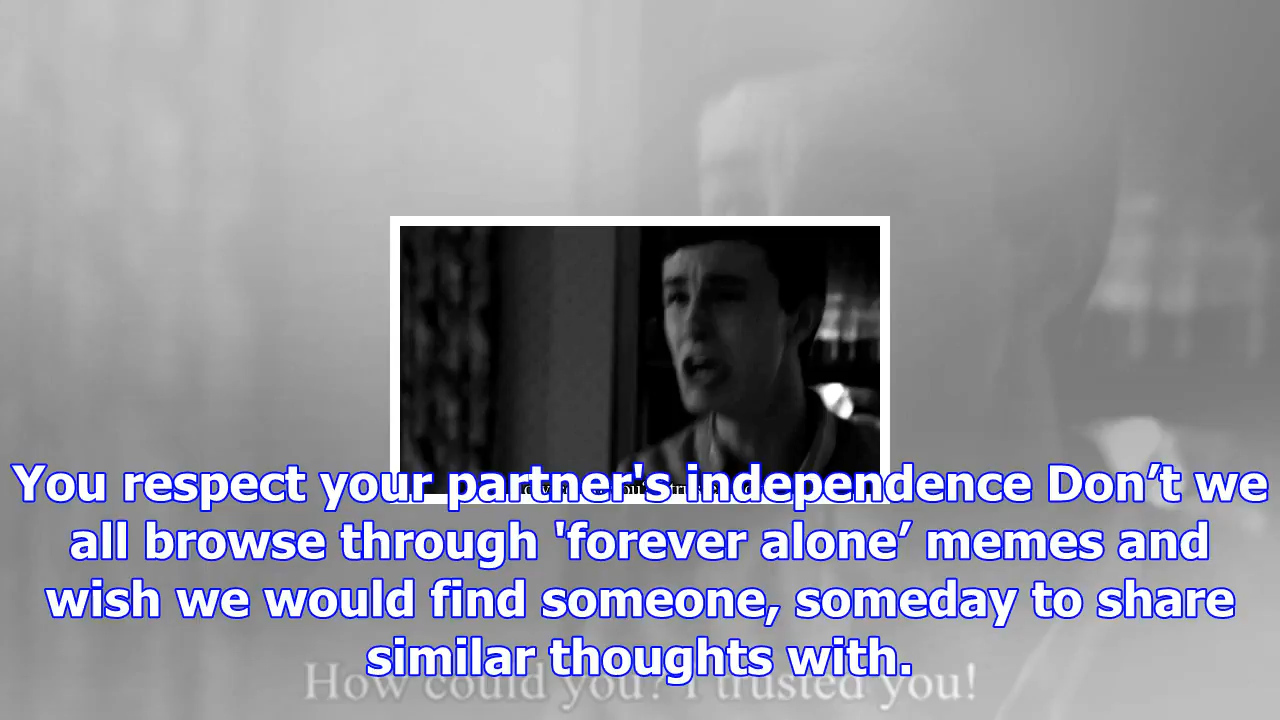 You respect your partner's independence Don’t we
all browse through 'forever alone’ memes and
wish we would find someone, someday to share
similar thoughts with.
How could you? I trusted you!